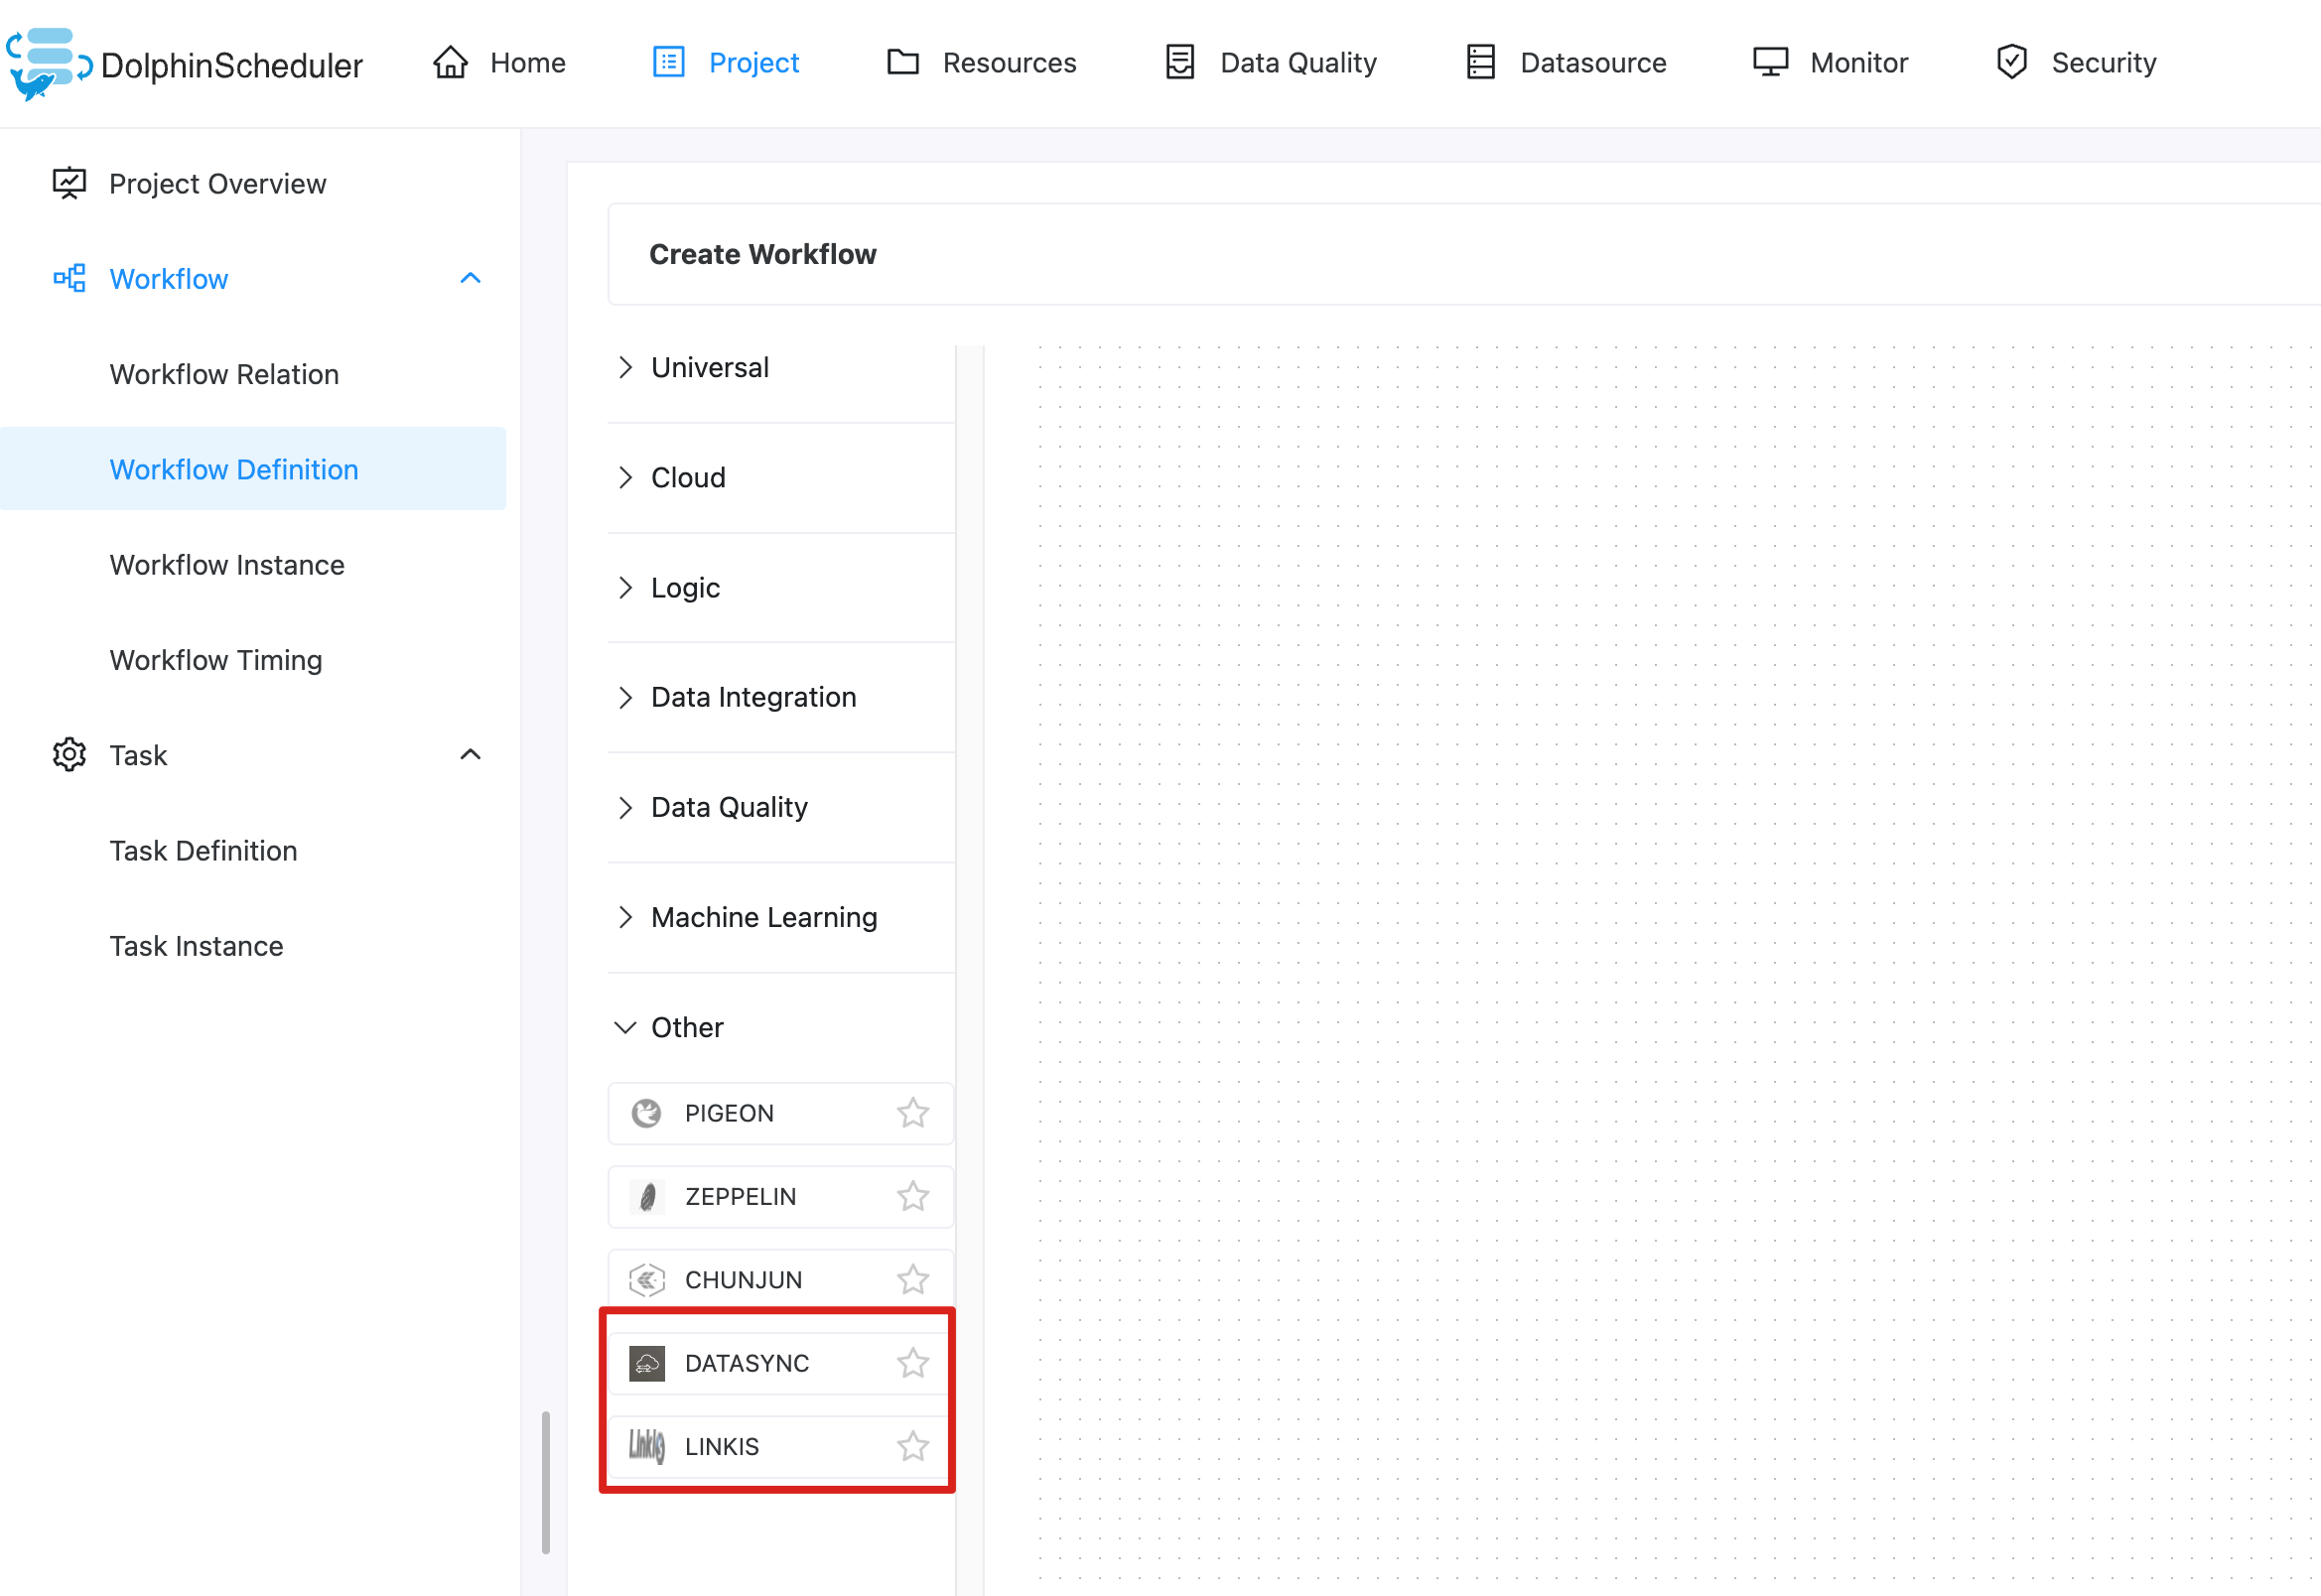 DolphinScheduler
Home
Project
Resources
Data Quality
Datasource
Monitor
Security
Project Overview
Workflow
Workflow Relation
Workflow Definition
Workflow Instance
Workflow Timing
Task
Task Definition
Task Instance
Create Workflow
Universal
Cloud
Logic
Data Integration
Data Quality
Machine Learning
Other
PIGEON
ZEPPELIN
CHUNJUN
DATASYNC
Linkis LINKIS